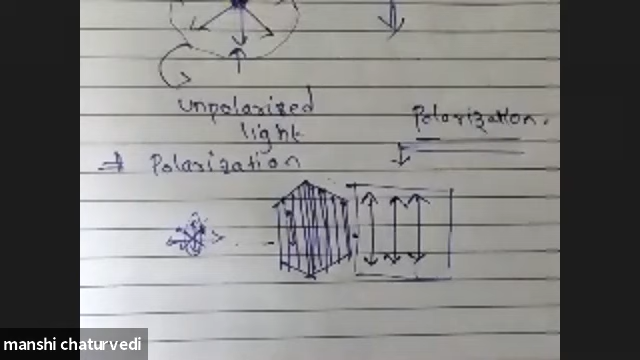 unpolarized
light
Polarization.
→ Polarization
manshi chaturvedi